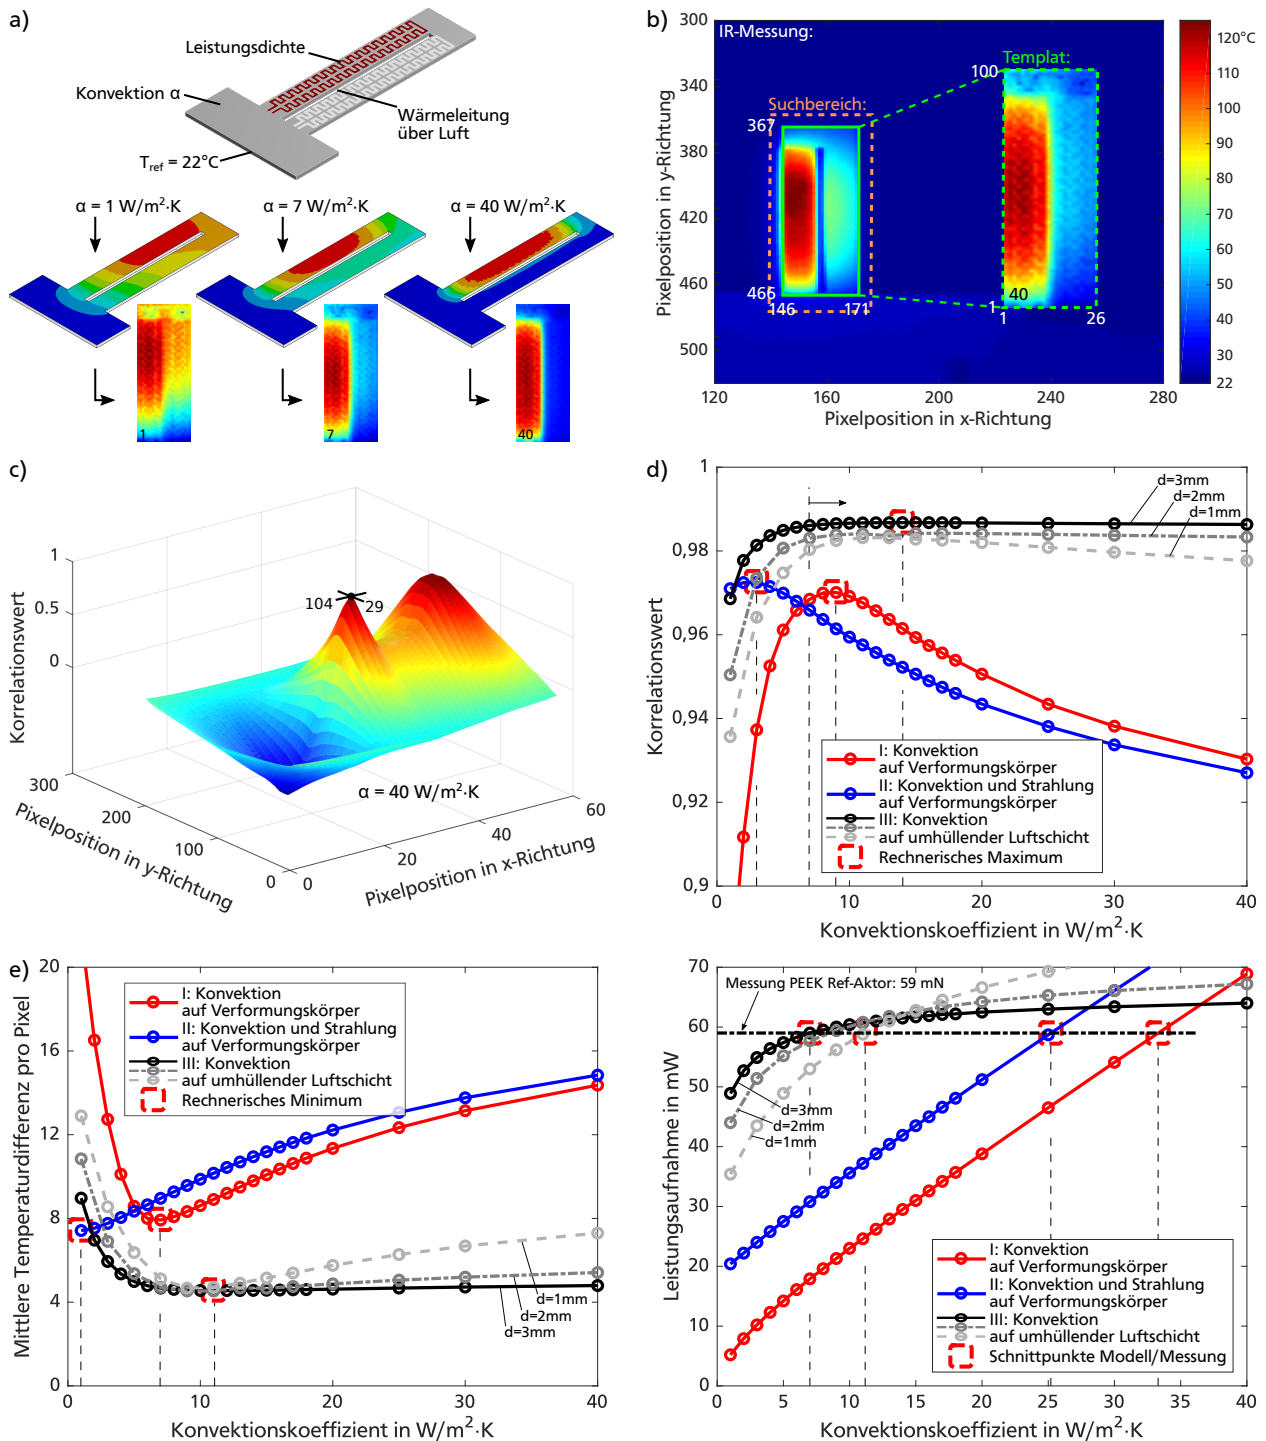 a)
Leistungsdichte
Konvektion α
Wärmeleitung
über Luft
T_ref = 22°C
α = 1 W/m²·K
α = 7 W/m²·K
α = 40 W/m²·K
1
7
40
b)
IR-Messung:
Templat:
Suchbereich:
100
367
466
146
171
40
1
1
26
300
340
380
420
460
500
120
160
200
240
280
Pixelposition in y-Richtung
Pixelposition in x-Richtung
120°C
100
90
80
70
60
50
40
30
22
c)
1
0.5
0
Korrelationswert
104
29
α = 40 W/m²·K
300
200
100
0
Pixelposition in y-Richtung
0
20
40
60
Pixelposition in x-Richtung
d)
1
0,98
0,96
0,94
0,92
0,9
Korrelationswert
d=3mm
d=2mm
d=1mm
I: Konvektion
auf Verformungskörper
II: Konvektion und Strahlung
auf Verformungskörper
III: Konvektion
auf umhüllender Luftschicht
Rechnerisches Maximum
0
5
10
15
20
25
30
35
40
Konvektionskoeffizient in W/m²·K
e)
20
16
12
8
4
0
Mittlere Temperaturdifferenz pro Pixel
I: Konvektion
auf Verformungskörper
II: Konvektion und Strahlung
auf Verformungskörper
III: Konvektion
auf umhüllender Luftschicht
Rechnerisches Minimum
d=1mm
d=2mm
d=3mm
0
5
10
15
20
25
30
35
40
Konvektionskoeffizient in W/m²·K
70
60
50
40
30
20
10
0
Leistungsaufnahme in mW
Messung PEEK Ref-Aktor: 59 mN
d=3mm
d=2mm
d=1mm
I: Konvektion
auf Verformungskörper
II: Konvektion und Strahlung
auf Verformungskörper
III: Konvektion
auf umhüllender Luftschicht
Schnittpunkte Modell/Messung
0
5
10
15
20
25
30
35
40
Konvektionskoeffizient in W/m²·K